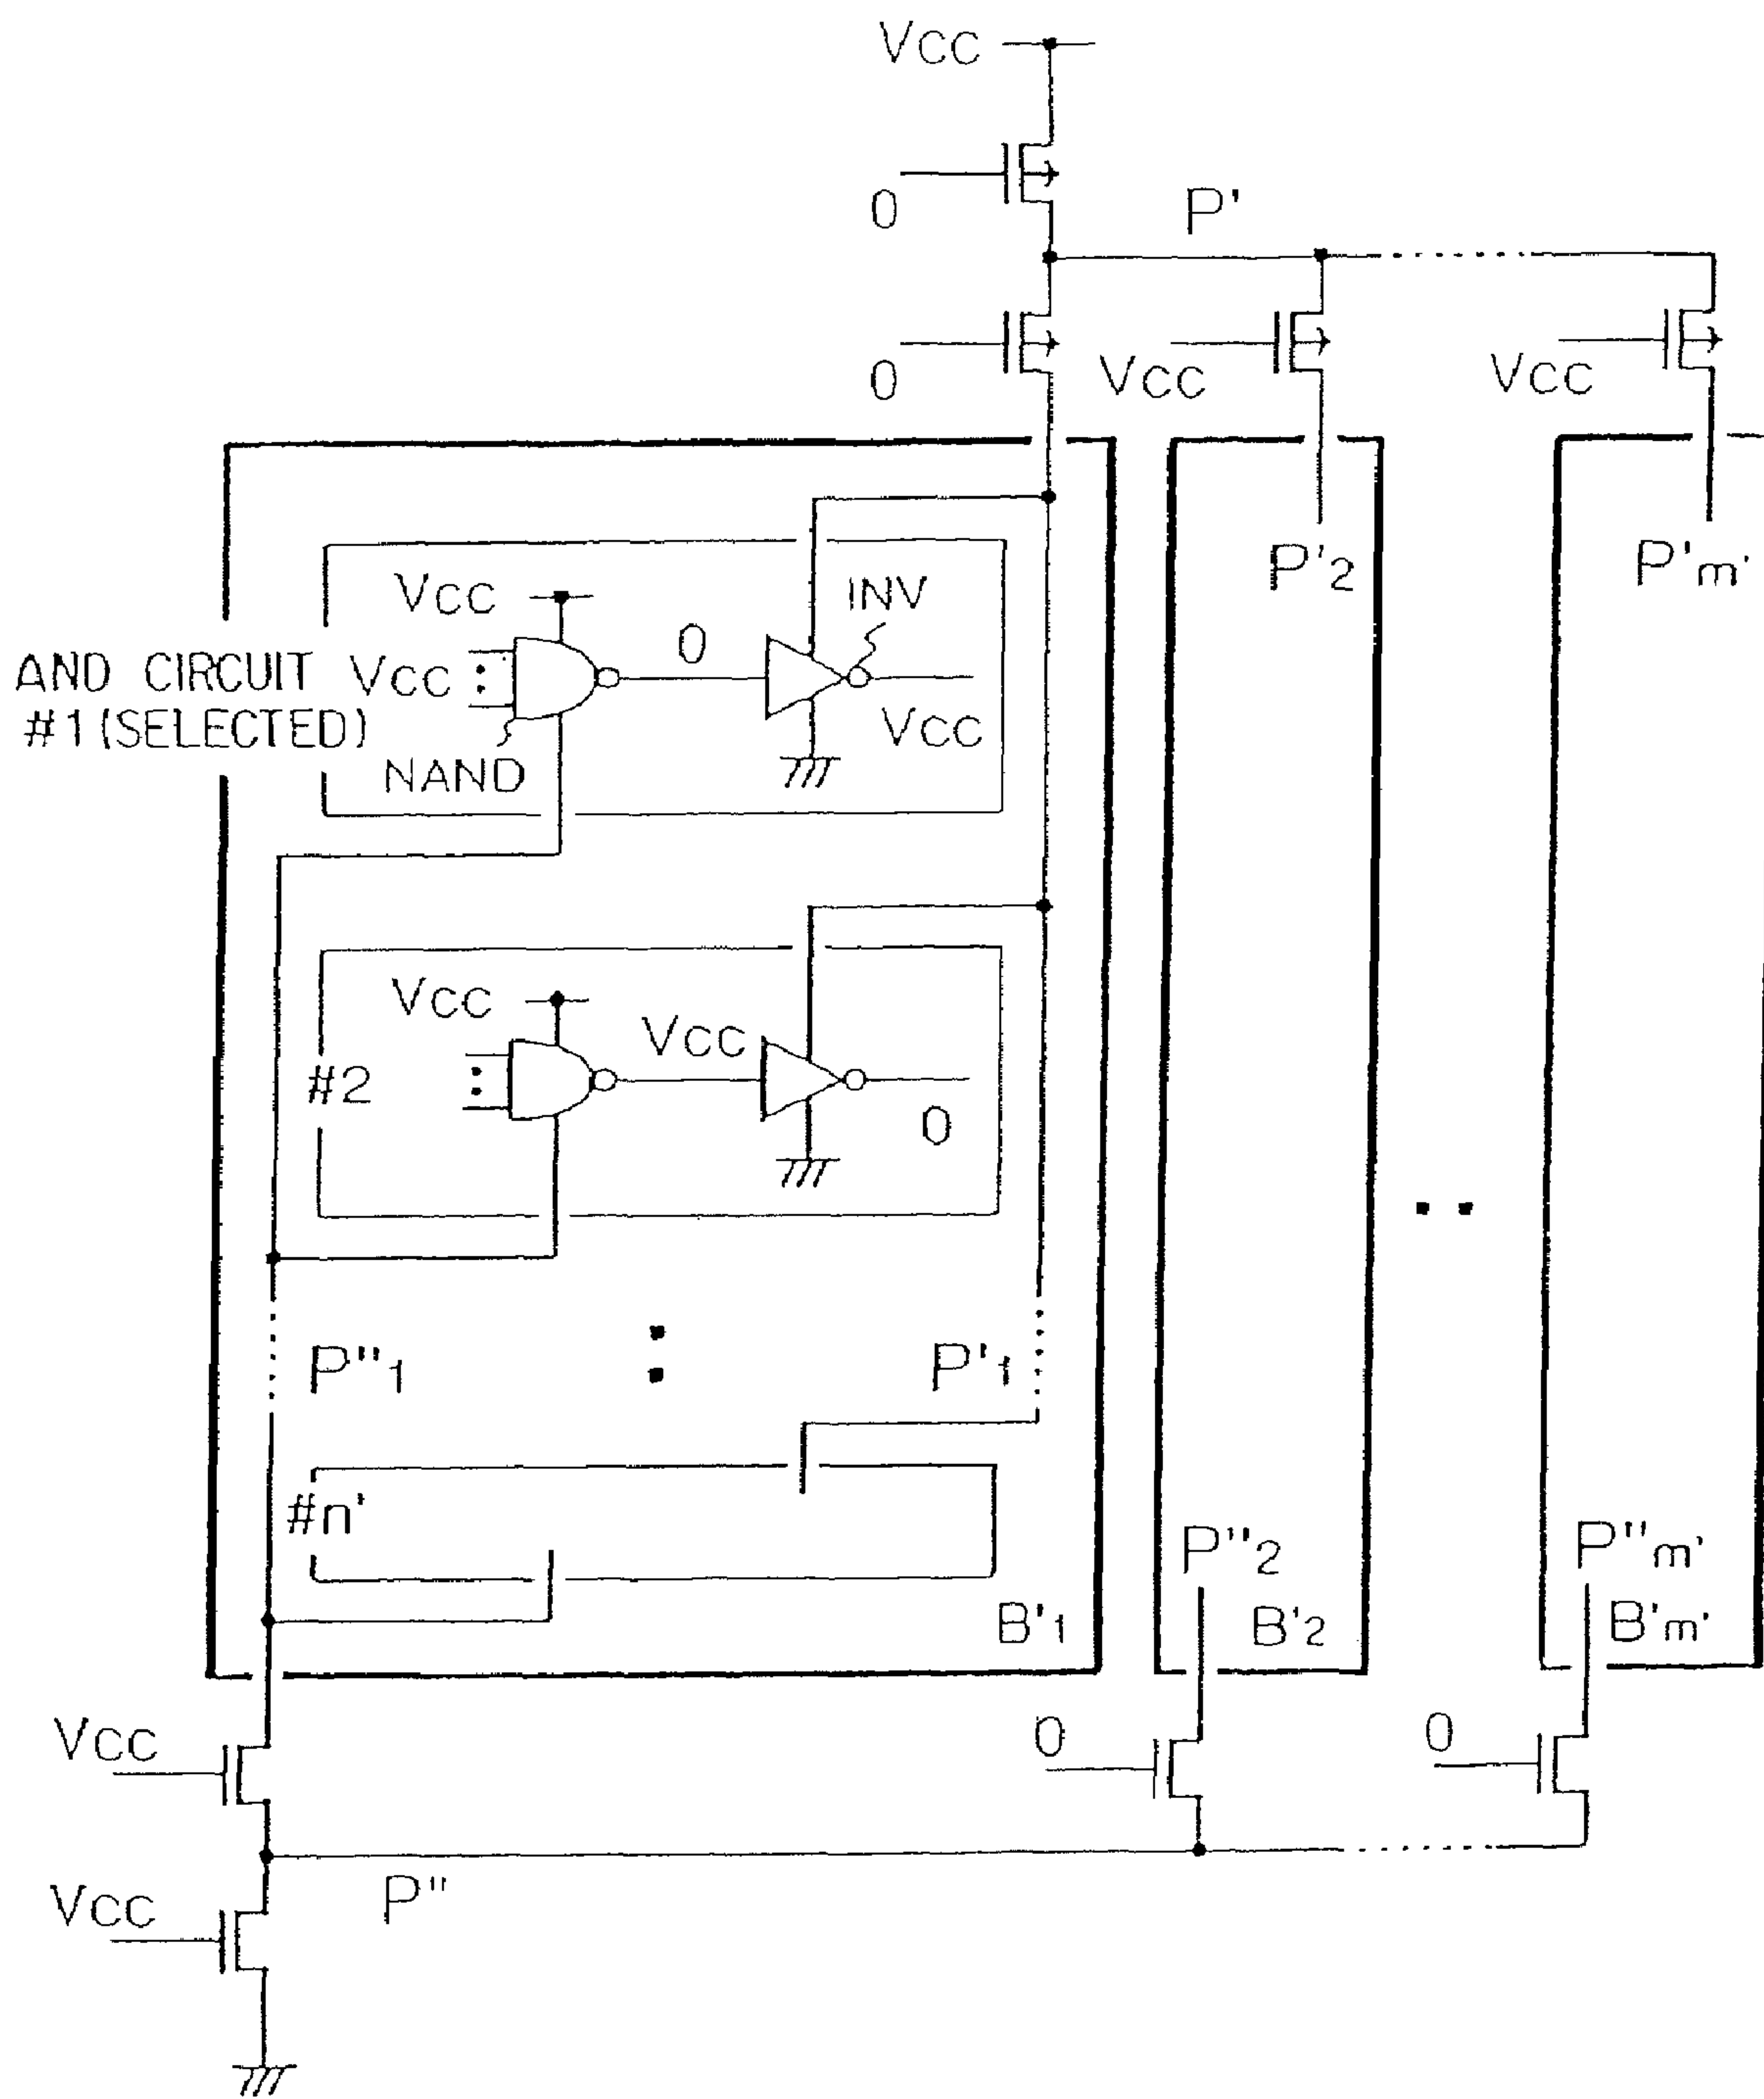 VCC
0
P'
0
VCC
VCC
P'2
P'm'
VCC
INV
0
AND CIRCUIT
#1(SELECTED)
VCC
VCC
NAND
VCC
VCC
#2
0
P"1
P'1
#n'
P"2
P"m'
B'1
B'2
B'm'
VCC
0
0
P"
VCC